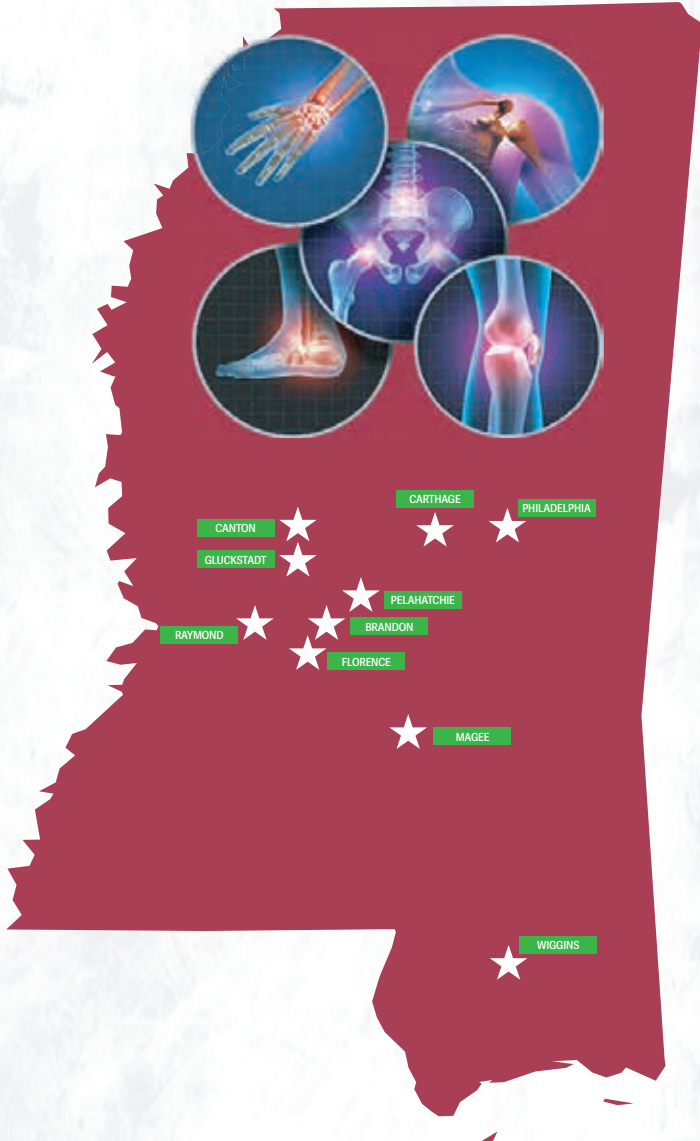 CARTHAGE
PHILADELPHIA
CANTON
GLUCKSTADT
PELAHATCHIE
BRANDON
RAYMOND
FLORENCE
MAGEE
WIGGINS